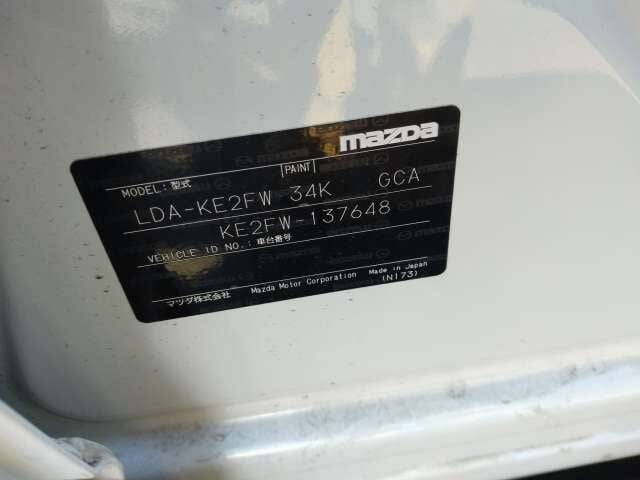 mazda
MODEL: 型式 PAINT
LDA-KE2FW 34K GCA
KE2FW-137648
VEHICLE ID NO.: 車台番号
マツダ株式会社 Mazda Motor Corporation Made in Japan
(N173)